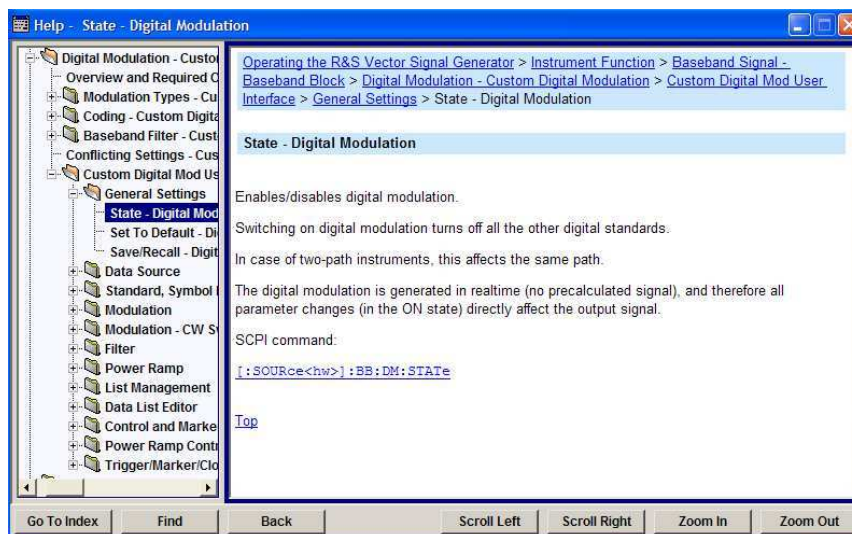 Help - State - Digital Modulation
Digital Modulation - Custo
Overview and Required C
Modulation Types - Cu
Coding - Custom Digita
Baseband Filter - Cust
Conflicting Settings - Cus
Custom Digital Mod Us
General Settings
State - Digital Mod
Set To Default - Di
Save/Recall - Digit
Data Source
Standard, Symbol
Modulation
Modulation - CW Sv
Filter
Power Ramp
List Management
Data List Editor
Control and Marke
Power Ramp Contr
Trigger/Marker/Clo
Operating the R&S Vector Signal Generator > Instrument Function > Baseband Signal -
Baseband Block > Digital Modulation - Custom Digital Modulation > Custom Digital Mod User
Interface > General Settings > State - Digital Modulation
State - Digital Modulation
Enables/disables digital modulation.
Switching on digital modulation turns off all the other digital standards.
In case of two-path instruments, this affects the same path.
The digital modulation is generated in realtime (no precalculated signal), and therefore all
parameter changes (in the ON state) directly affect the output signal.
SCPI command:
[:SOURce<hw>]:BB:DM:STATe
Top
Go To Index
Find
Back
Scroll Left
Scroll Right
Zoom In
Zoom Out